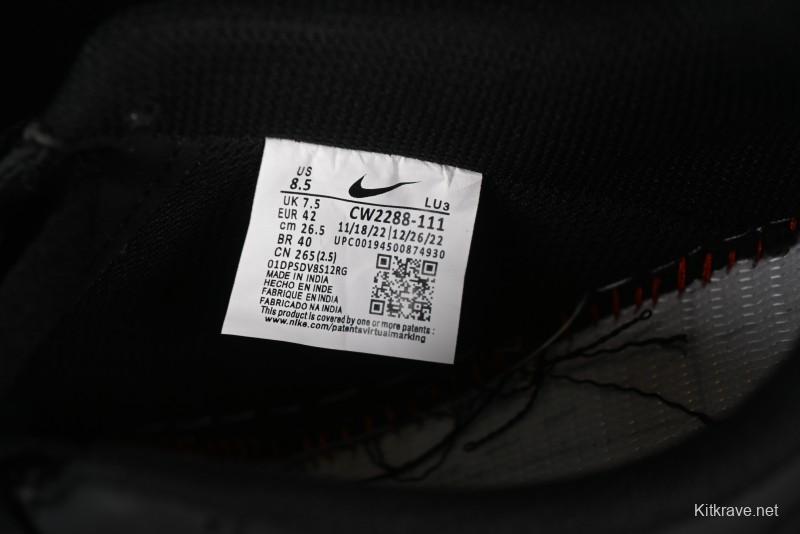 US
8.5
LU3
UK 7.5
EUR 42
cm 26.5
BR 40
CN 265(2.5)
CW2288-111
11/18/22 | 12/26/22
UPC00194500874930
01DPSDV8S12RG
MADE IN INDIA
HECHO EN INDE
FABRIQUE EN INDIA
FABRICADO NA INDIA
This product is covered by one or more patents :
www.nike.com/patentsvirtualmarking
Kitkrave.net